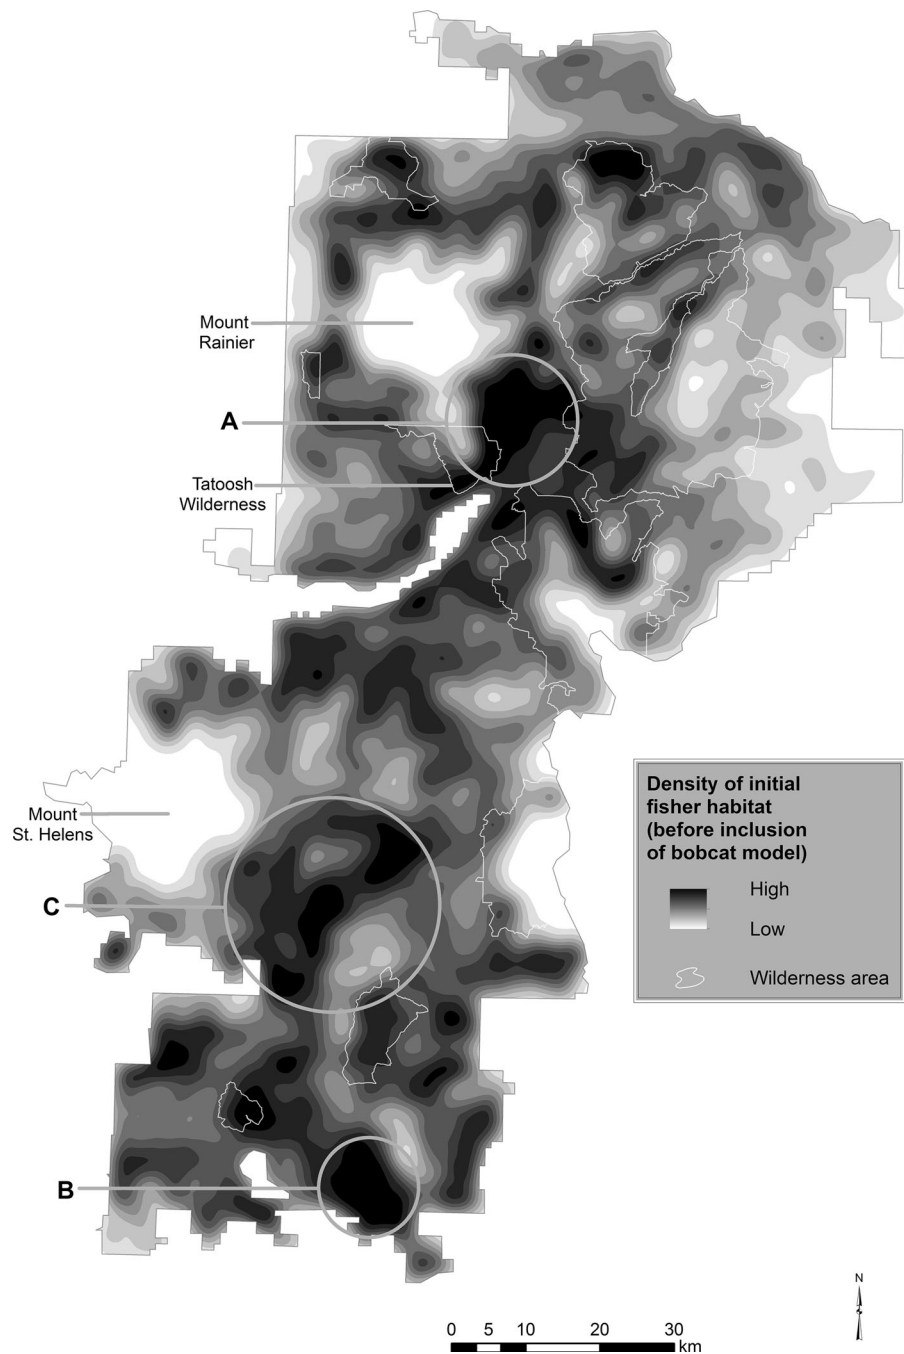 Mount
Rainier
A
Tatoosh
Wilderness
Mount
St. Helens
C
B
Density of initial
fisher habitat
(before inclusion
of bobcat model)
High
Low
Wilderness area
N
0 5 10 20 30
km